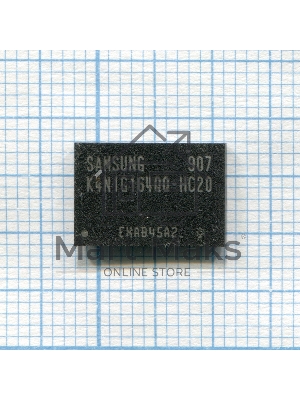 SAMSUNG 907
K4N1G164QQ-HC20
EXAB45A2
ONLINE STORE